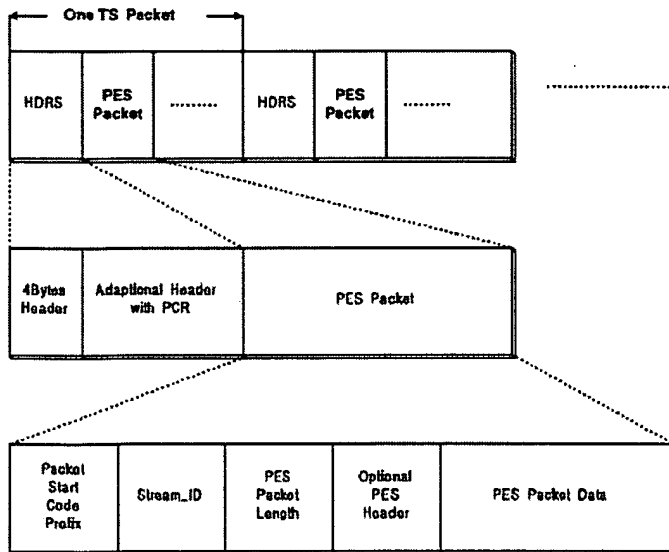 One TS Packet
HDRS
PES
Packet
........
HDRS
PES
Packet
........
4Bytes
Header
Adaptional Header
with PCR
PES Packet
Packet
Start
Code
Prefix
Stream_ID
PES
Packet
Length
Optional
PES
Header
PES Packet Data